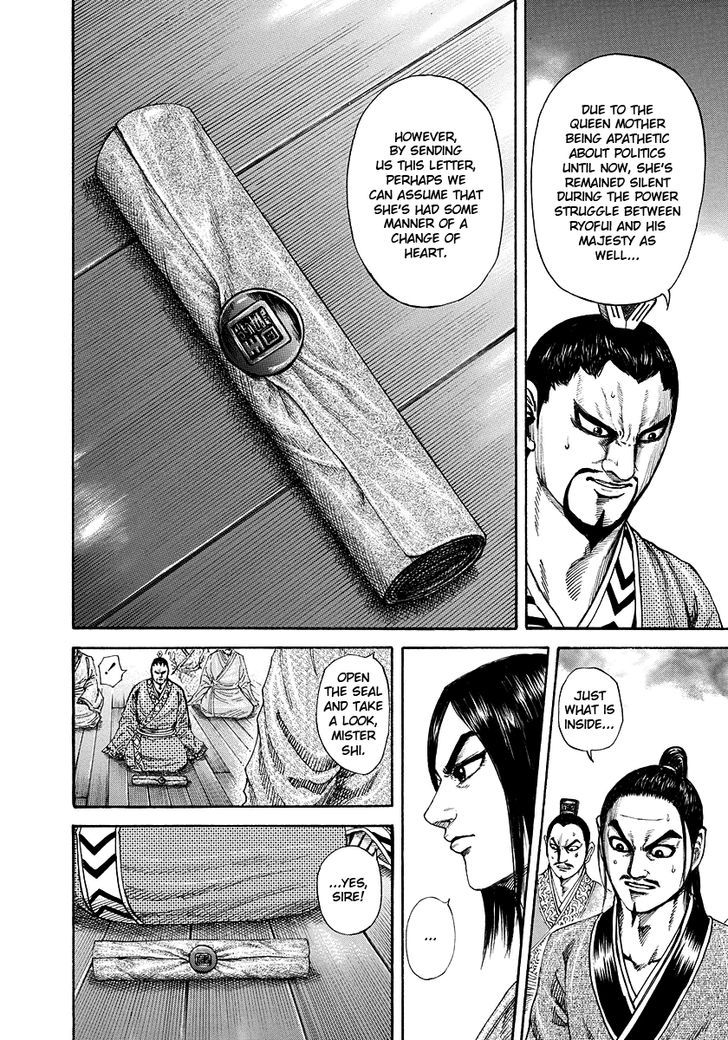 DUE TO THE
QUEEN MOTHER
BEING APATHETIC
ABOUT POLITICS
UNTIL NOW, SHE'S
REMAINED SILENT
DURING THE POWER
STRUGGLE BETWEEN
RYOFUI AND HIS
MAJESTY AS
WELL...
HOWEVER,
BY SENDING
US THIS LETTER,
PERHAPS WE
CAN ASSUME THAT
SHE'S HAD SOME
MANNER OF A
CHANGE OF
HEART.
JUST
WHAT IS
INSIDE...
...
OPEN
THE SEAL
AND TAKE
A LOOK,
MISTER
SHI.
...!
...YES,
SIRE!